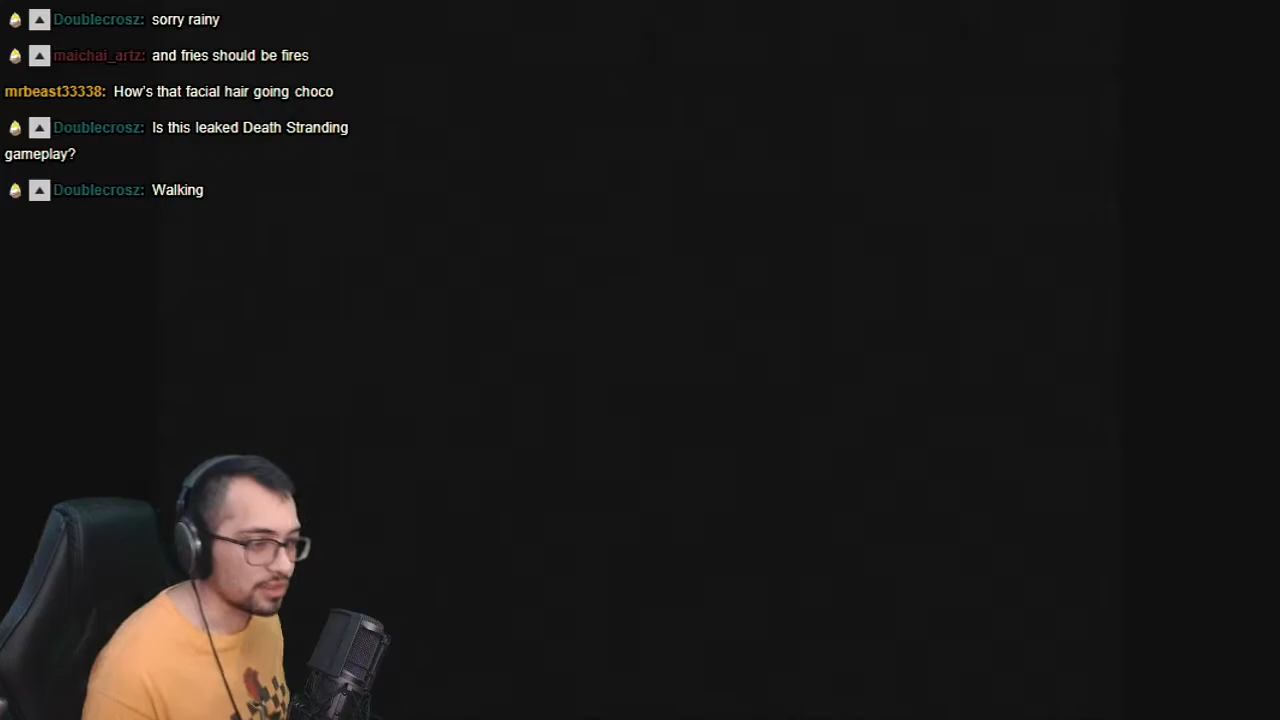 Doublecrosz: sorry rainy
maichai_artz: and fries should be fires
mrbeast33338: How's that facial hair going choco
Doublecrosz: Is this leaked Death Stranding
gameplay?
Doublecrosz: Walking